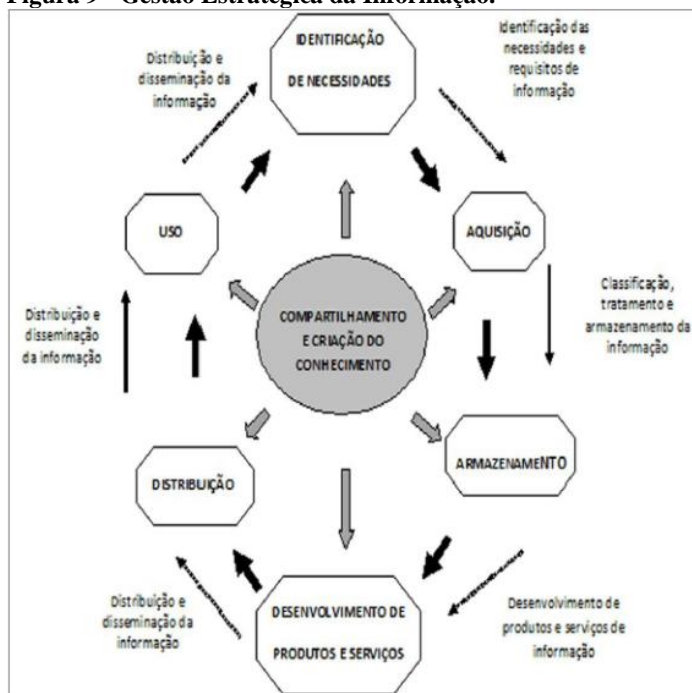 Figura 9 - Gestão Estratégica da Informação.
IDENTIFICAÇÃO
DE NECESSIDADES
Identificação das
necessidades e
requisitos de
informação
Distribuição e
disseminação da
informação
USO
AQUISIÇÃO
COMPARTILHAMENTO
E CRIAÇÃO DO
CONHECIMENTO
Classificação,
tratamento e
armazenamento da
informação
Distribuição e
disseminação
da informação
DISTRIBUIÇÃO
ARMAZENAMENTO
Distribuição e
disseminação da
informação
DESENVOLVIMENTO DE
PRODUTOS E SERVIÇOS
Desenvolvimento de
produtos e serviços de
informação